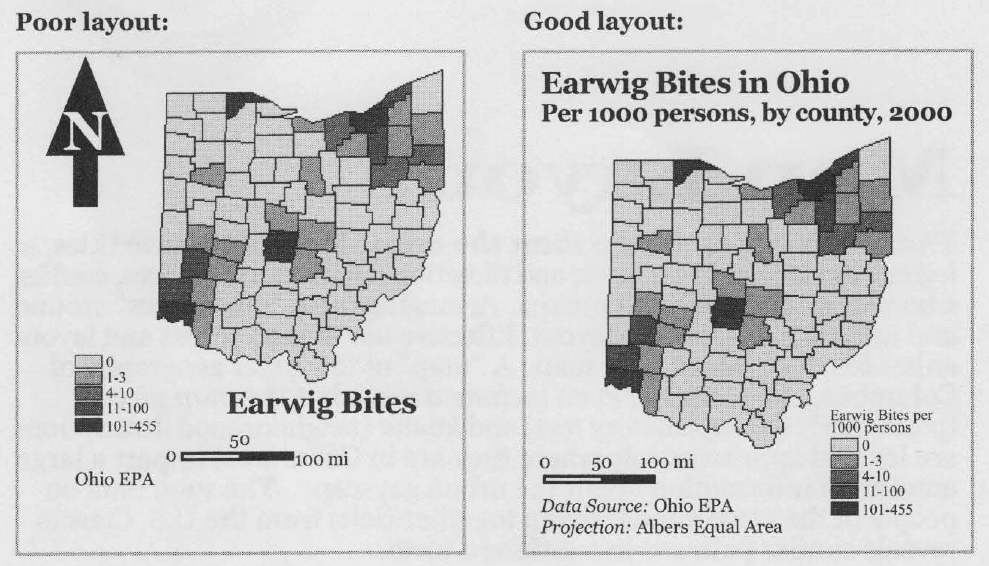 Poor layout:
N
0
1-3
4-10
11-100
101-455
Earwig Bites
50
0 100 mi
Ohio EPA
Good layout:
Earwig Bites in Ohio
Per 1000 persons, by county, 2000
Earwig Bites per
1000 persons
0
1-3
4-10
11-100
101-455
0 50 100 mi
Data Source: Ohio EPA
Projection: Albers Equal Area